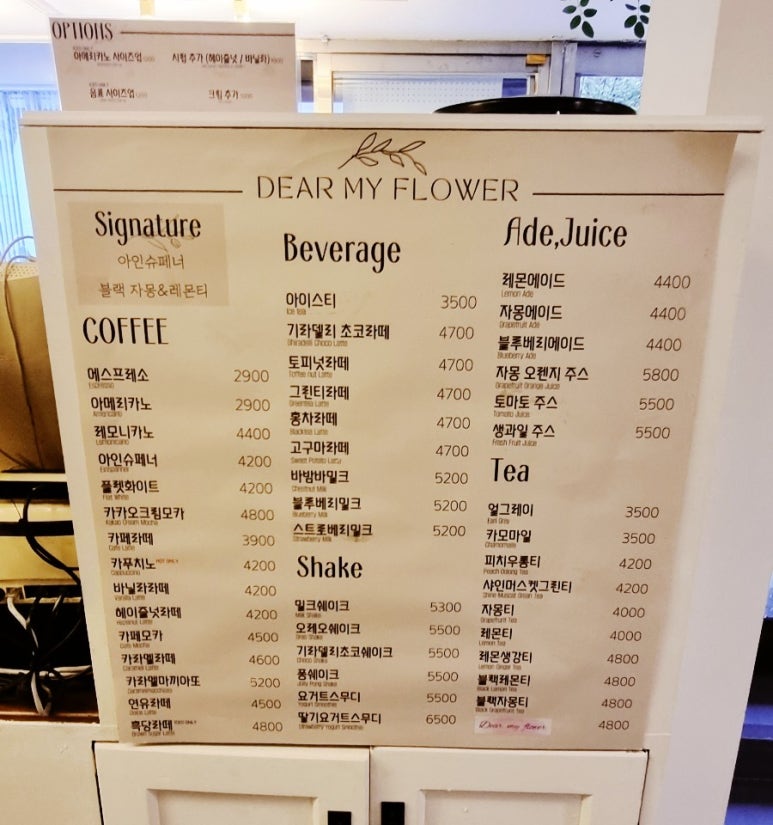 OPTIONS
아메리카노 사이즈업
시럽 추가 (헤이즐넛 / 바닐라)
음료 사이즈업
크림 추가
DEAR MY FLOWER
Signature
아인슈페너
블랙 자몽&레몬티
COFFEE
에스프레소 2900
Espresso
아메리카노 2900
Americano
레모니카노 4400
Lemonicano
아인슈페너 4200
Einspanner
플랫화이트 4200
Flat White
카카오크림모카 4800
Kakao Cream Mocha
카페라떼 3900
Cafe Latte
카푸치노 HOT ONLY 4200
Cappuccino
바닐라라떼 4200
Vanilla Latte
헤이즐넛라떼 4200
Hazelnut Latte
카페모카 4500
Cafe Mocha
카라멜라떼 4600
Caramel Latte
카라멜마끼아또 5200
Caramelmacchiato
연유라떼 4500
Dolce Latte
흑당라떼 ICED ONLY 4800
Brown Sugar Latte
Beverage
아이스티 3500
Ice tea
기라델리 초코라떼 4700
Ghiradelli Choco Latte
토피넛라떼 4700
Toffee nut Latte
그린티라떼 4700
Greentea Latte
홍차라떼 4700
Blacktea Latte
고구마라떼 4700
Sweet Potato Latte
바밤바밀크 5200
Chestnut Milk
블루베리밀크 5200
Blueberry Milk
스트로베리밀크 5200
Strawberry Milk
Shake
밀크쉐이크 5300
Milk Shake
오레오쉐이크 5500
Oreo Shake
기라델리초코쉐이크 5500
Choco Shake
퐁쉐이크 5500
Jolly Pong Shake
요거트스무디 5500
Yogurt Smoothie
딸기요거트스무디 6500
Strawberry Yogurt Smoothie
Ade,Juice
레몬에이드 4400
Lemon Ade
자몽에이드 4400
Grapefruit Ade
블루베리에이드 4400
Blueberry Ade
자몽 오렌지 주스 5800
Grapefruit Orange Juice
토마토 주스 5500
Tomato Juice
생과일 주스 5500
Fresh Fruit Juice
Tea
얼그레이 3500
Earl Grey
카모마일 3500
Chamomile
피치우롱티 4200
Peach Oolong Tea
샤인머스켓그린티 4200
Shine Muscat Green Tea
자몽티 4000
Grapefruit Tea
레몬티 4000
Lemon Tea
레몬생강티 4800
Lemon Ginger Tea
블랙레몬티 4800
Black Lemon Tea
블랙자몽티 4800
Black Grapefruit Tea
Dear my flower 4800